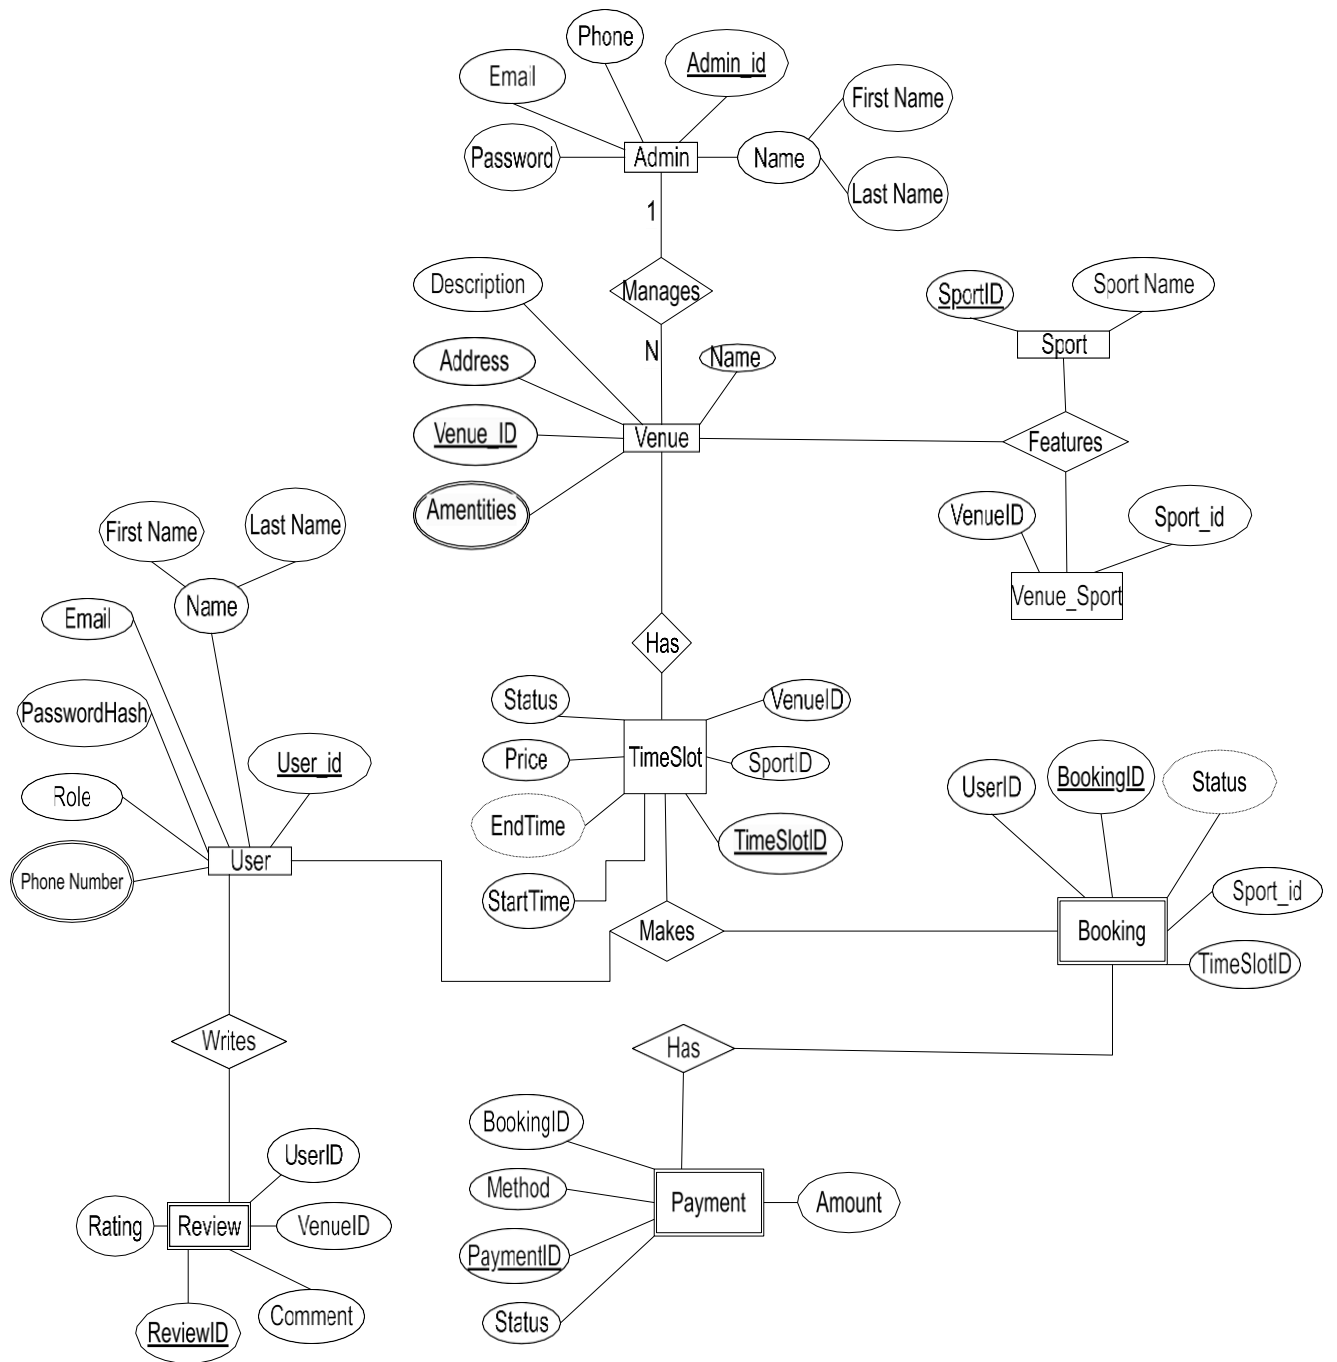 Phone
Admin_id
Email
First Name
Password
Admin
Name
Last Name
1
Description
Manages
SportID
Sport Name
N
Name
Address
Sport
Venue_ID
Venue
Features
Amentities
VenueID
Sport_id
First Name
Last Name
Name
Email
Venue_Sport
Has
PasswordHash
Status
VenueID
User_id
Price
TimeSlot
SportID
Role
EndTime
TimeSlotID
UserID
BookingID
Status
User
Phone Number
StartTime
Makes
Sport_id
Booking
TimeSlotID
Writes
Has
BookingID
UserID
Method
Payment
Amount
Rating
Review
VenueID
PaymentID
Comment
Status
ReviewID